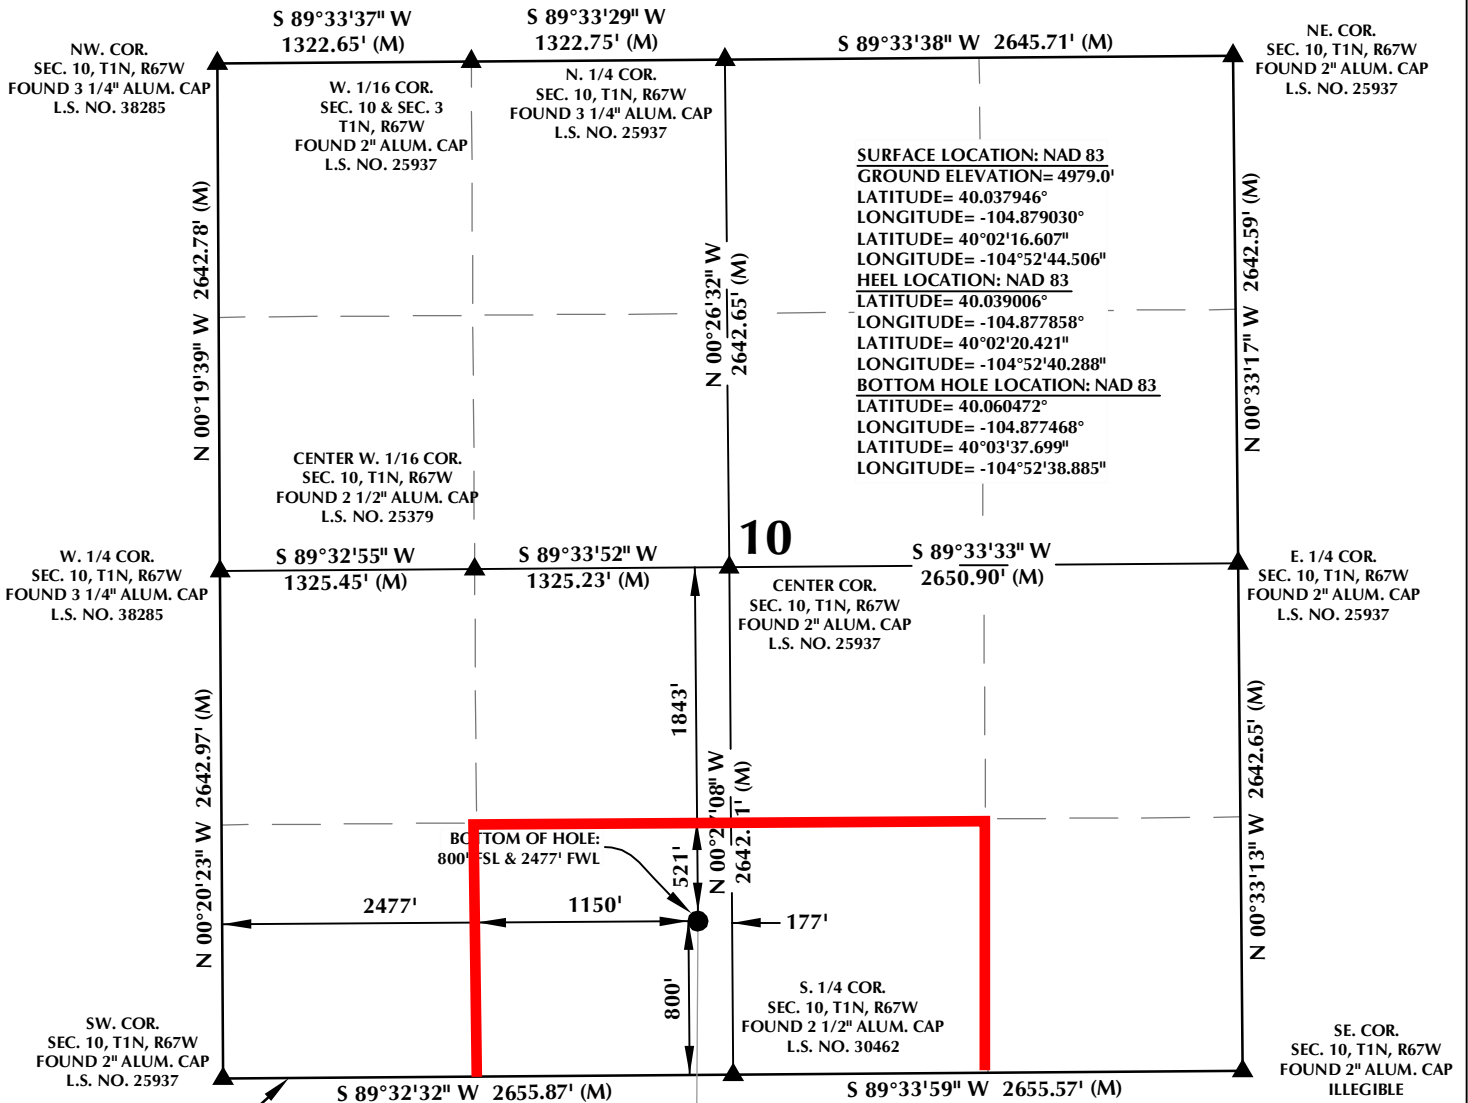 S 89°33'37" W
1322.65' (M)
S 89°33'29" W
1322.75' (M)
S 89°33'38" W 2645.71' (M)
NW. COR.
SEC. 10, T1N, R67W
FOUND 3 1/4" ALUM. CAP
L.S. NO. 38285
W. 1/16 COR.
SEC. 10 & SEC. 3
T1N, R67W
FOUND 2" ALUM. CAP
L.S. NO. 25937
N. 1/4 COR.
SEC. 10, T1N, R67W
FOUND 3 1/4" ALUM. CAP
L.S. NO. 25937
NE. COR.
SEC. 10, T1N, R67W
FOUND 2" ALUM. CAP
L.S. NO. 25937
SURFACE LOCATION: NAD 83
GROUND ELEVATION= 4979.0'
LATITUDE= 40.037946°
LONGITUDE= -104.879030°
LATITUDE= 40°02'16.607"
LONGITUDE= -104°52'44.506"
HEEL LOCATION: NAD 83
LATITUDE= 40.039006°
LONGITUDE= -104.877858°
LATITUDE= 40°02'20.421"
LONGITUDE= -104°52'40.288"
BOTTOM HOLE LOCATION: NAD 83
LATITUDE= 40.060472°
LONGITUDE= -104.877468°
LATITUDE= 40°03'37.699"
LONGITUDE= -104°52'38.885"
N 00°19'39" W 2642.78' (M)
N 00°26'32" W
2642.65' (M)
N 00°33'17" W 2642.59' (M)
CENTER W. 1/16 COR.
SEC. 10, T1N, R67W
FOUND 2 1/2" ALUM. CAP
L.S. NO. 25379
10
W. 1/4 COR.
SEC. 10, T1N, R67W
FOUND 3 1/4" ALUM. CAP
L.S. NO. 38285
S 89°32'55" W
1325.45' (M)
S 89°33'52" W
1325.23' (M)
S 89°33'33" W
2650.90' (M)
CENTER COR.
SEC. 10, T1N, R67W
FOUND 2" ALUM. CAP
L.S. NO. 25937
E. 1/4 COR.
SEC. 10, T1N, R67W
FOUND 2" ALUM. CAP
L.S. NO. 25937
N 00°20'23" W 2642.97' (M)
1843'
N 00°33'13" W 2642.65' (M)
BOTTOM OF HOLE:
800' FSL & 2477' FWL
521'
2477'
1150'
177'
800'
S. 1/4 COR.
SEC. 10, T1N, R67W
FOUND 2 1/2" ALUM. CAP
L.S. NO. 30462
SW. COR.
SEC. 10, T1N, R67W
FOUND 2" ALUM. CAP
L.S. NO. 25937
SE. COR.
SEC. 10, T1N, R67W
FOUND 2" ALUM. CAP
ILLEGIBLE
S 89°32'32" W 2655.87' (M)
S 89°33'59" W 2655.57' (M)